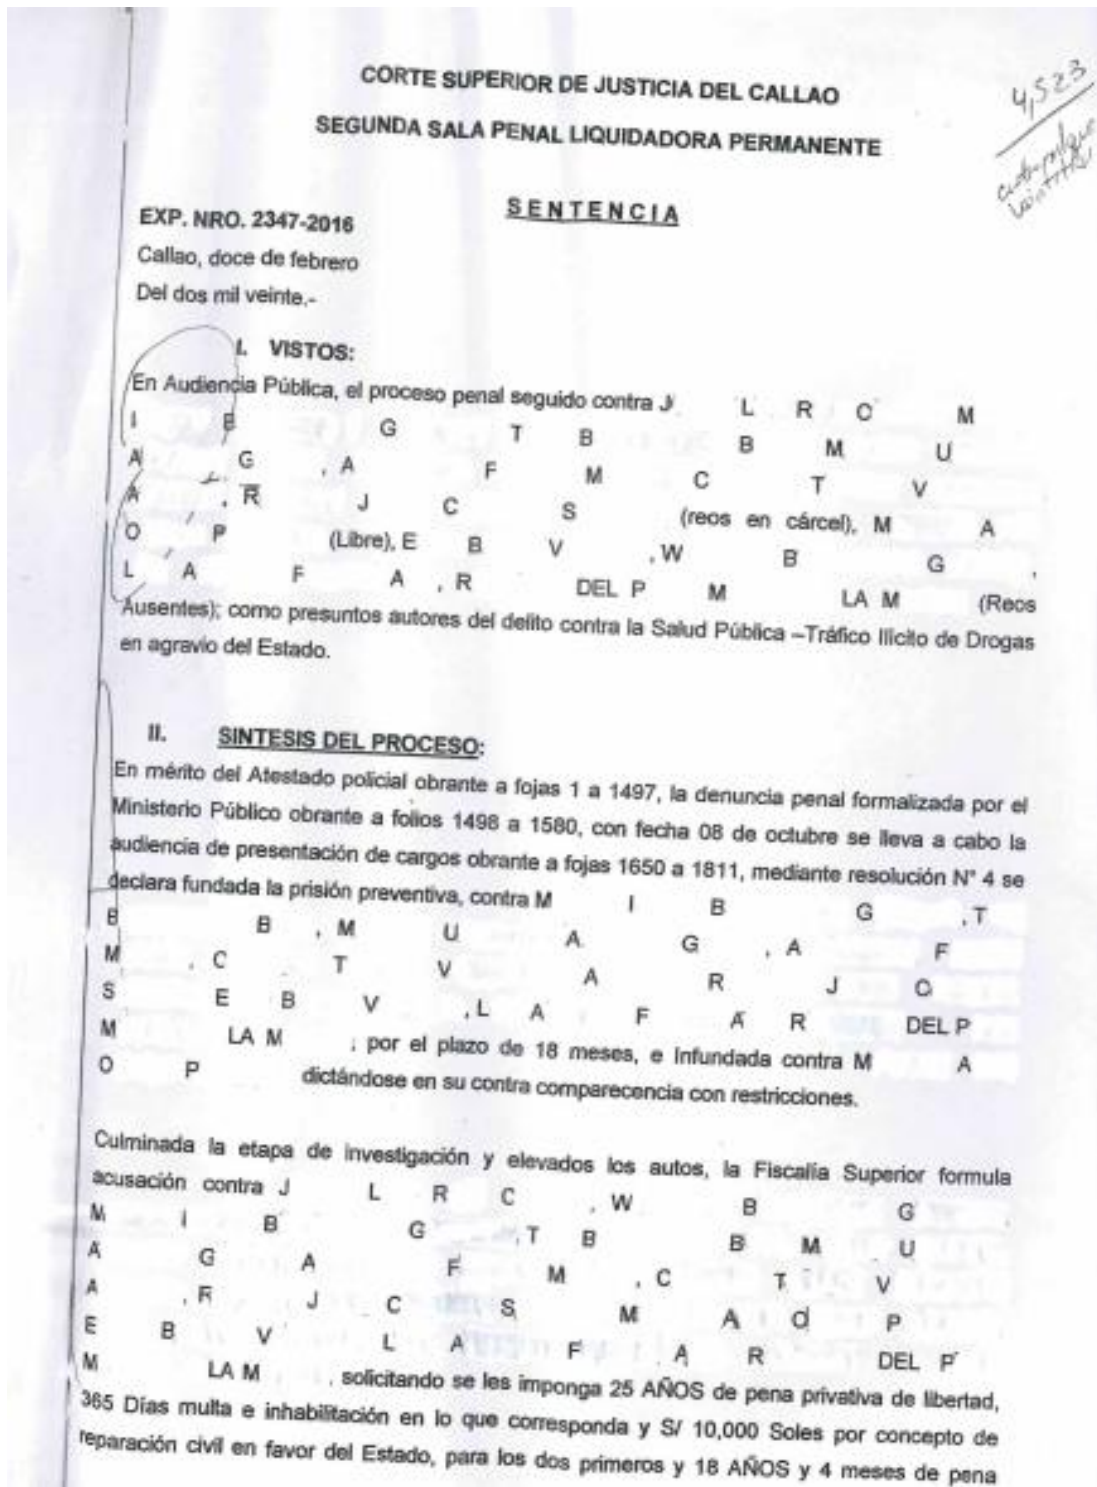 CORTE SUPERIOR DE JUSTICIA DEL CALLAO
4,523
SEGUNDA SALA PENAL LIQUIDADORA PERMANENTE
SENTENCIA
EXP. NRO. 2347-2016
Callao, doce de febrero
Del dos mil veinte.-
I. VISTOS:
En Audiencia Pública, el proceso penal seguido contra J L R C M
I B G T B B M U
A G , A F M C T V
A , R J C S (reos en cárcel), M A
O P (Libre), E B V , W B G ,
L A F A , R DEL P M LA M (Reos
Ausentes); como presuntos autores del delito contra la Salud Pública –Tráfico Ilícito de Drogas
en agravio del Estado.
II. SINTESIS DEL PROCESO:
En mérito del Atestado policial obrante a fojas 1 a 1497, la denuncia penal formalizada por el
Ministerio Público obrante a folios 1498 a 1580, con fecha 08 de octubre se lleva a cabo la
audiencia de presentación de cargos obrante a fojas 1650 a 1811, mediante resolución N° 4 se
declara fundada la prisión preventiva, contra M I B G , T
B B , M U A G , A F
M , C T V A R J C
S E B V , L A F A R DEL P
M LA M ; por el plazo de 18 meses, e Infundada contra M A
O P dictándose en su contra comparecencia con restricciones.
Culminada la etapa de investigación y elevados los autos, la Fiscalía Superior formula
acusación contra J L R C , W B G
M I B G , T B B M U
A G A F M , C T V
A , R J C S M A O P
E B V L A F A R DEL P
M LA M , solicitando se les imponga 25 AÑOS de pena privativa de libertad,
365 Días multa e inhabilitación en lo que corresponda y S/ 10,000 Soles por concepto de
reparación civil en favor del Estado, para los dos primeros y 18 AÑOS y 4 meses de pena